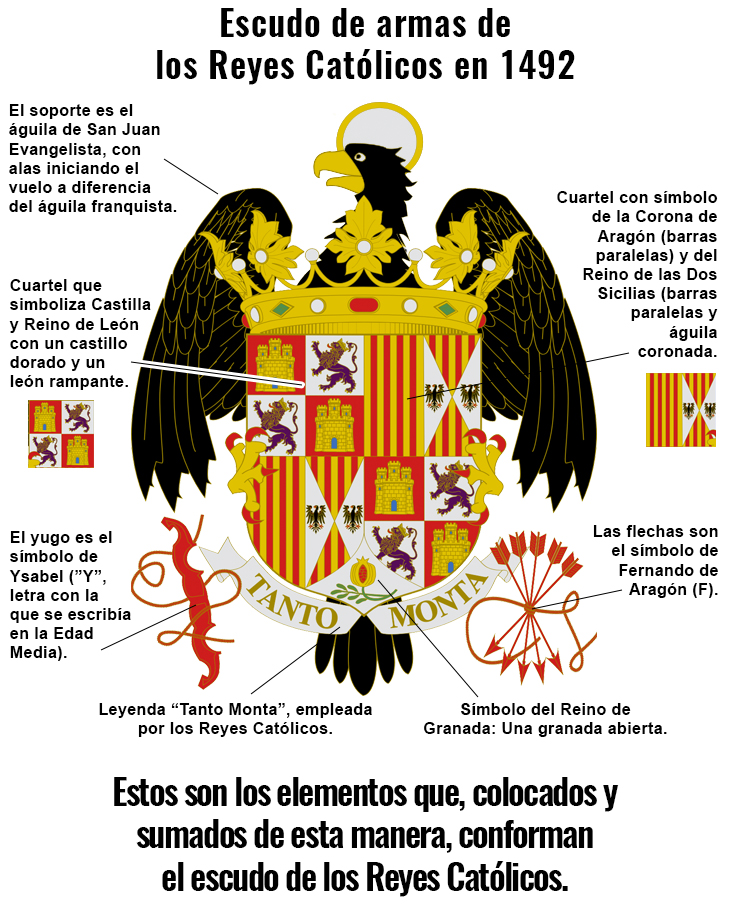 Escudo de armas de
los Reyes Católicos en 1492
El soporte es el
águila de San Juan
Evangelista, con
alas iniciando el
vuelo a diferencia
del águila franquista.
Cuartel con símbolo
de la Corona de
Aragón (barras
paralelas) y del
Reino de las Dos
Sicilias (barras
paralelas y
águila
coronada.
Cuartel que
simboliza Castilla
y Reino de León
con un castillo
dorado y un
león rampante.
El yugo es el
símbolo de
Ysabel (”Y”,
letra con la
que se escribía
en la Edad
Media).
Las flechas son
el símbolo de
Fernando de
Aragón (F).
TANTO MONTA
Leyenda “Tanto Monta”, empleada
por los Reyes Católicos.
Símbolo del Reino de
Granada: Una granada abierta.
Estos son los elementos que, colocados y
sumados de esta manera, conforman
el escudo de los Reyes Católicos.